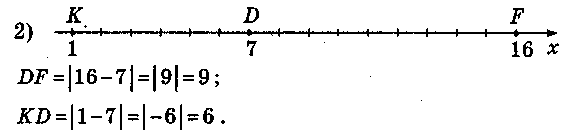 K D F
2)
1 7 16 x
DF=|16−7|=|9|=9;
KD=|1−7|=|−6|=6.